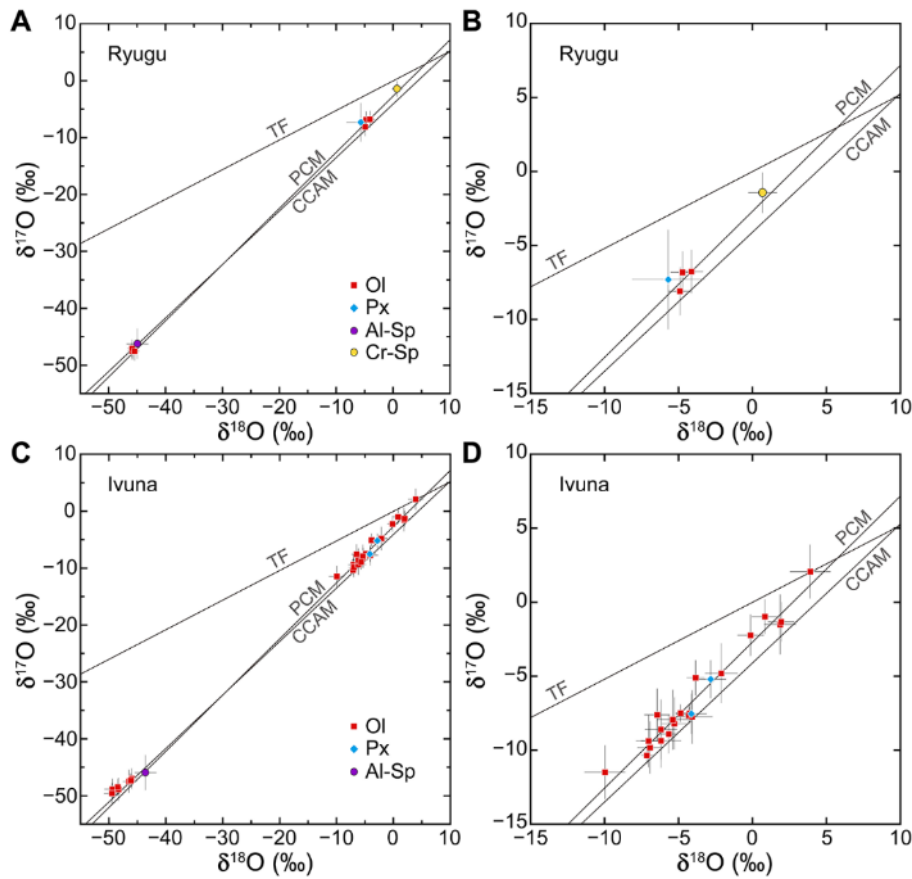 A
Ryugu
10
0
−10
−20
−30
−40
−50
δ¹⁷O (‰)
TF
PCM
CCAM
Ol
Px
Al-Sp
Cr-Sp
−50 −40 −30 −20 −10 0 10
δ¹⁸O (‰)
B
Ryugu
10
5
0
−5
−10
−15
δ¹⁷O (‰)
TF
PCM
CCAM
−15 −10 −5 0 5 10
δ¹⁸O (‰)
C
Ivuna
10
0
−10
−20
−30
−40
−50
δ¹⁷O (‰)
TF
PCM
CCAM
Ol
Px
Al-Sp
−50 −40 −30 −20 −10 0 10
δ¹⁸O (‰)
D
Ivuna
10
5
0
−5
−10
−15
δ¹⁷O (‰)
TF
PCM
CCAM
−15 −10 −5 0 5 10
δ¹⁸O (‰)